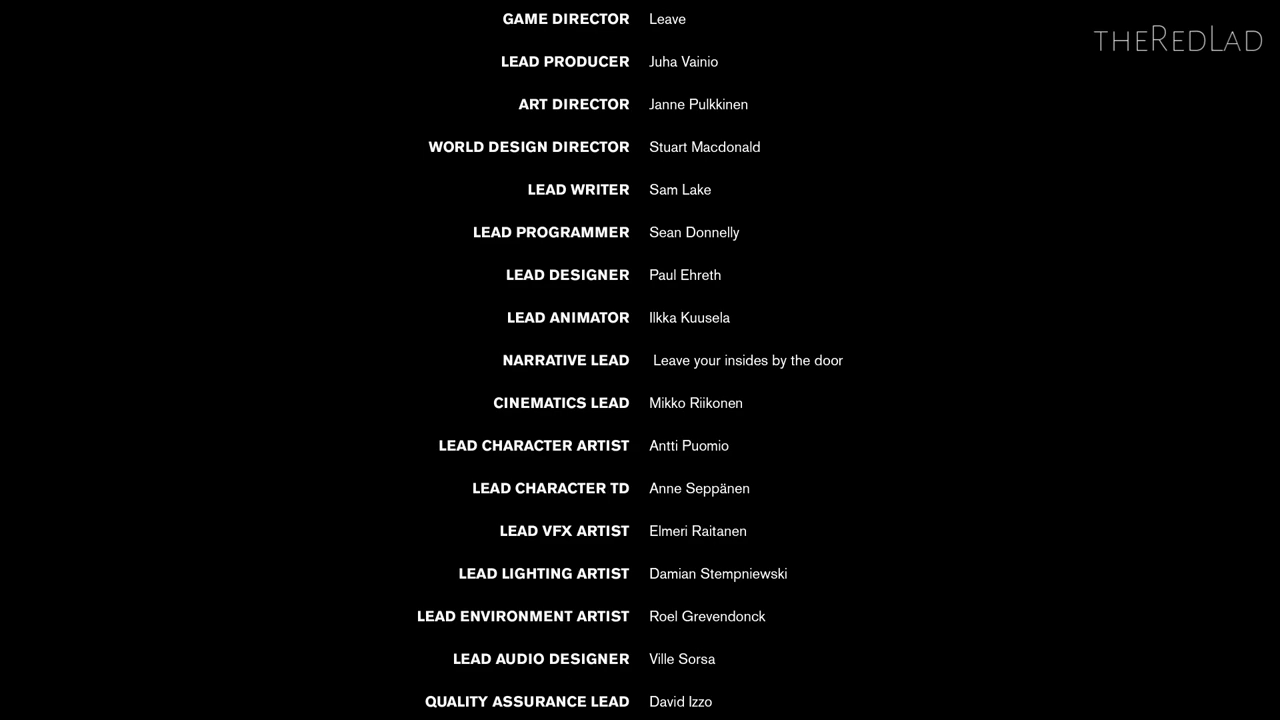 GAME DIRECTOR Leave
theRedLad
LEAD PRODUCER Juha Vainio
ART DIRECTOR Janne Pulkkinen
WORLD DESIGN DIRECTOR Stuart Macdonald
LEAD WRITER Sam Lake
LEAD PROGRAMMER Sean Donnelly
LEAD DESIGNER Paul Ehreth
LEAD ANIMATOR Ilkka Kuusela
NARRATIVE LEAD Leave your insides by the door
CINEMATICS LEAD Mikko Riikonen
LEAD CHARACTER ARTIST Antti Puomio
LEAD CHARACTER TD Anne Seppänen
LEAD VFX ARTIST Elmeri Raitanen
LEAD LIGHTING ARTIST Damian Stempniewski
LEAD ENVIRONMENT ARTIST Roel Grevendonck
LEAD AUDIO DESIGNER Ville Sorsa
QUALITY ASSURANCE LEAD David Izzo